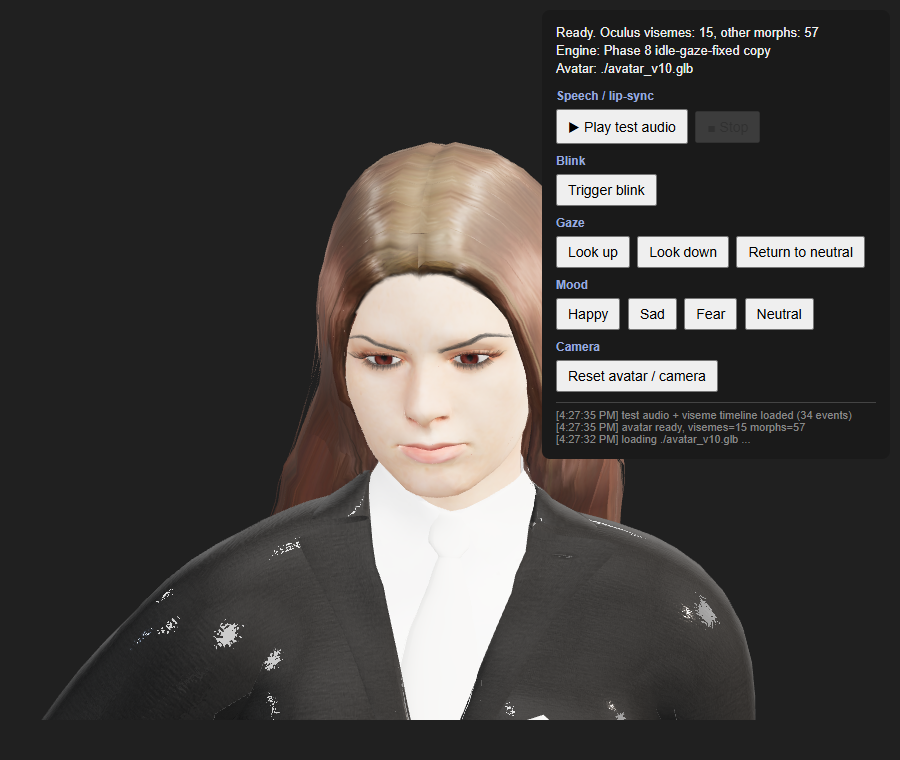 Ready. Oculus visemes: 15, other morphs: 57
Engine: Phase 8 idle-gaze-fixed copy
Avatar: ./avatar_v10.glb
Speech / lip-sync
▶ Play test audio ■ Stop
Blink
Trigger blink
Gaze
Look up Look down Return to neutral
Mood
Happy Sad Fear Neutral
Camera
Reset avatar / camera
[4:27:35 PM] test audio + viseme timeline loaded (34 events)
[4:27:35 PM] avatar ready, visemes=15 morphs=57
[4:27:32 PM] loading ./avatar_v10.glb ...